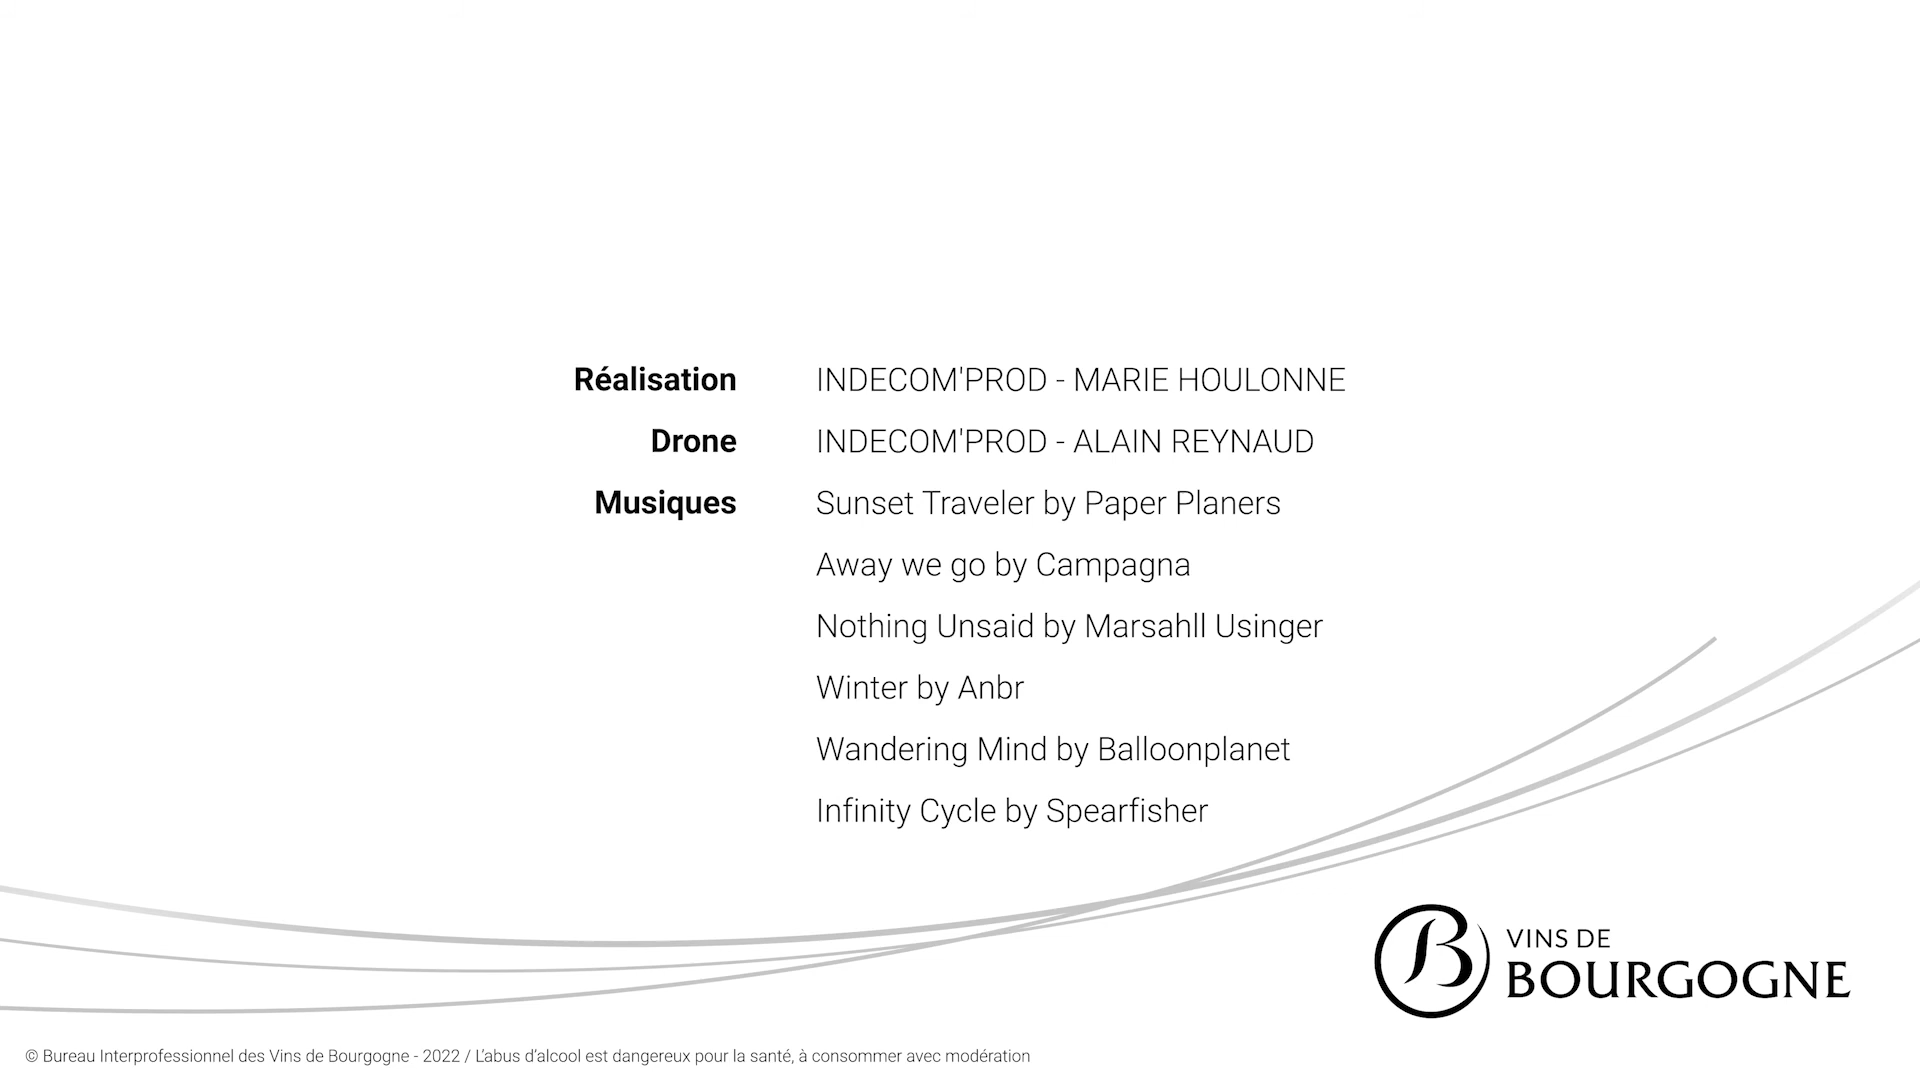 Réalisation INDECOM'PROD - MARIE HOULONNE
Drone INDECOM'PROD - ALAIN REYNAUD
Musiques Sunset Traveler by Paper Planers
Away we go by Campagna
Nothing Unsaid by Marsahll Usinger
Winter by Anbr
Wandering Mind by Balloonplanet
Infinity Cycle by Spearfisher
B VINS DE
BOURGOGNE
© Bureau Interprofessionnel des Vins de Bourgogne - 2022 / L’abus d’alcool est dangereux pour la santé, à consommer avec modération